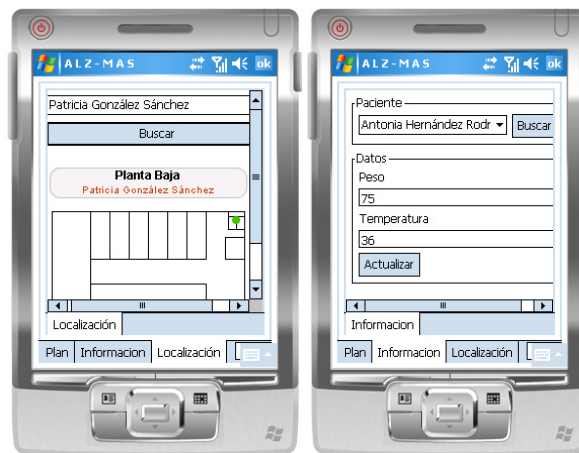 ALZ-MAS
ok
Patricia González Sánchez
Buscar
Planta Baja
Patricia González Sánchez
Localización
Plan Informacion Localización
ALZ-MAS
ok
Paciente
Antonia Hernández Rodr Buscar
Datos
Peso
75
Temperatura
36
Actualizar
Informacion
Plan Informacion Localización